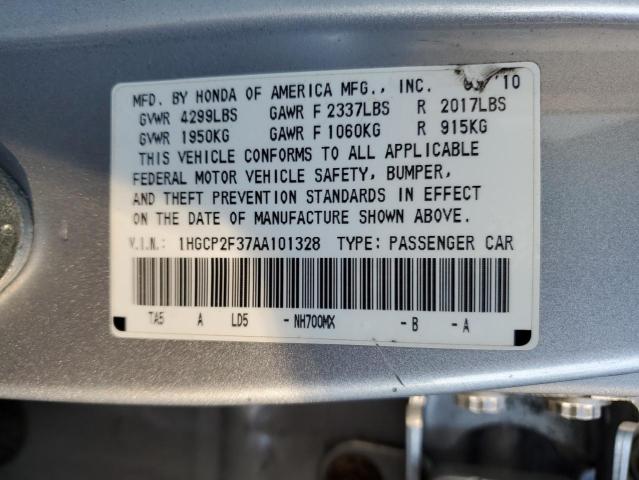 MFD. BY HONDA OF AMERICA MFG., INC. /10
GVWR 4299LBS GAWR F 2337LBS R 2017LBS
GVWR 1950KG GAWR F 1060KG R 915KG
THIS VEHICLE CONFORMS TO ALL APPLICABLE
FEDERAL MOTOR VEHICLE SAFETY, BUMPER,
AND THEFT PREVENTION STANDARDS IN EFFECT
ON THE DATE OF MANUFACTURE SHOWN ABOVE.
V.I.N.: 1HGCP2F37AA101328 TYPE: PASSENGER CAR
TA5 A LD5 -NH700MX -B -A